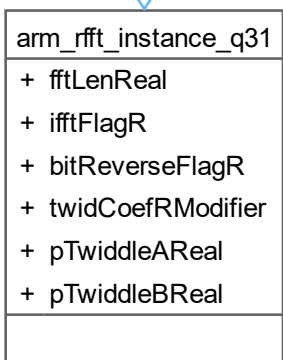 arm_rfft_instance_q31
+ fftLenReal
+ ifftFlagR
+ bitReverseFlagR
+ twidCoefRModifier
+ pTwiddleAReal
+ pTwiddleBReal